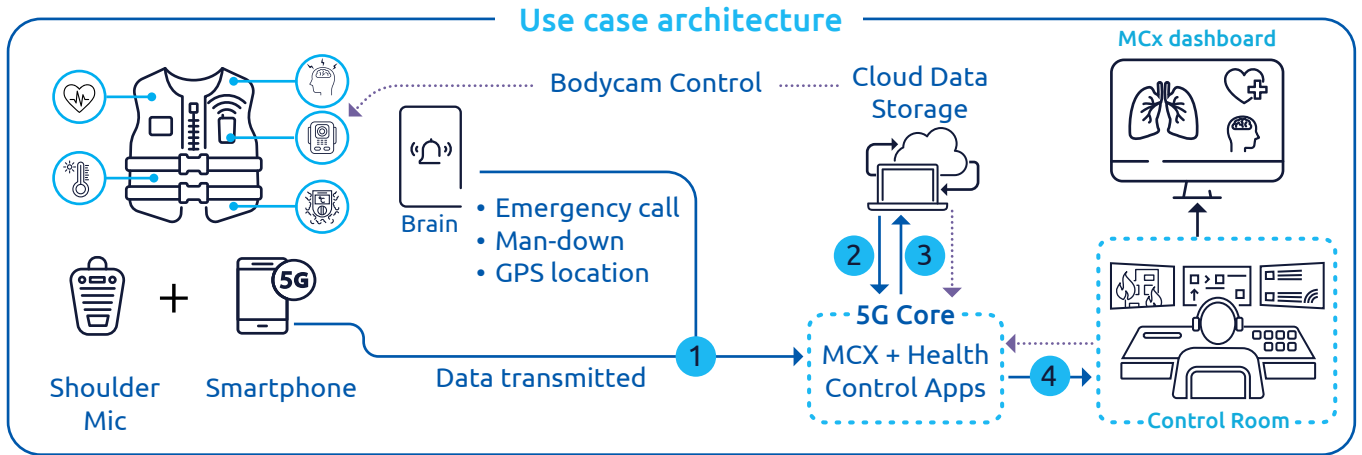 Use case architecture
MCx dashboard
Bodycam Control
Cloud Data
Storage
Brain
• Emergency call
• Man-down
• GPS location
2
3
5G
5G Core
MCX + Health
Control Apps
1
4
Data transmitted
Shoulder
Mic
+
Smartphone
Control Room